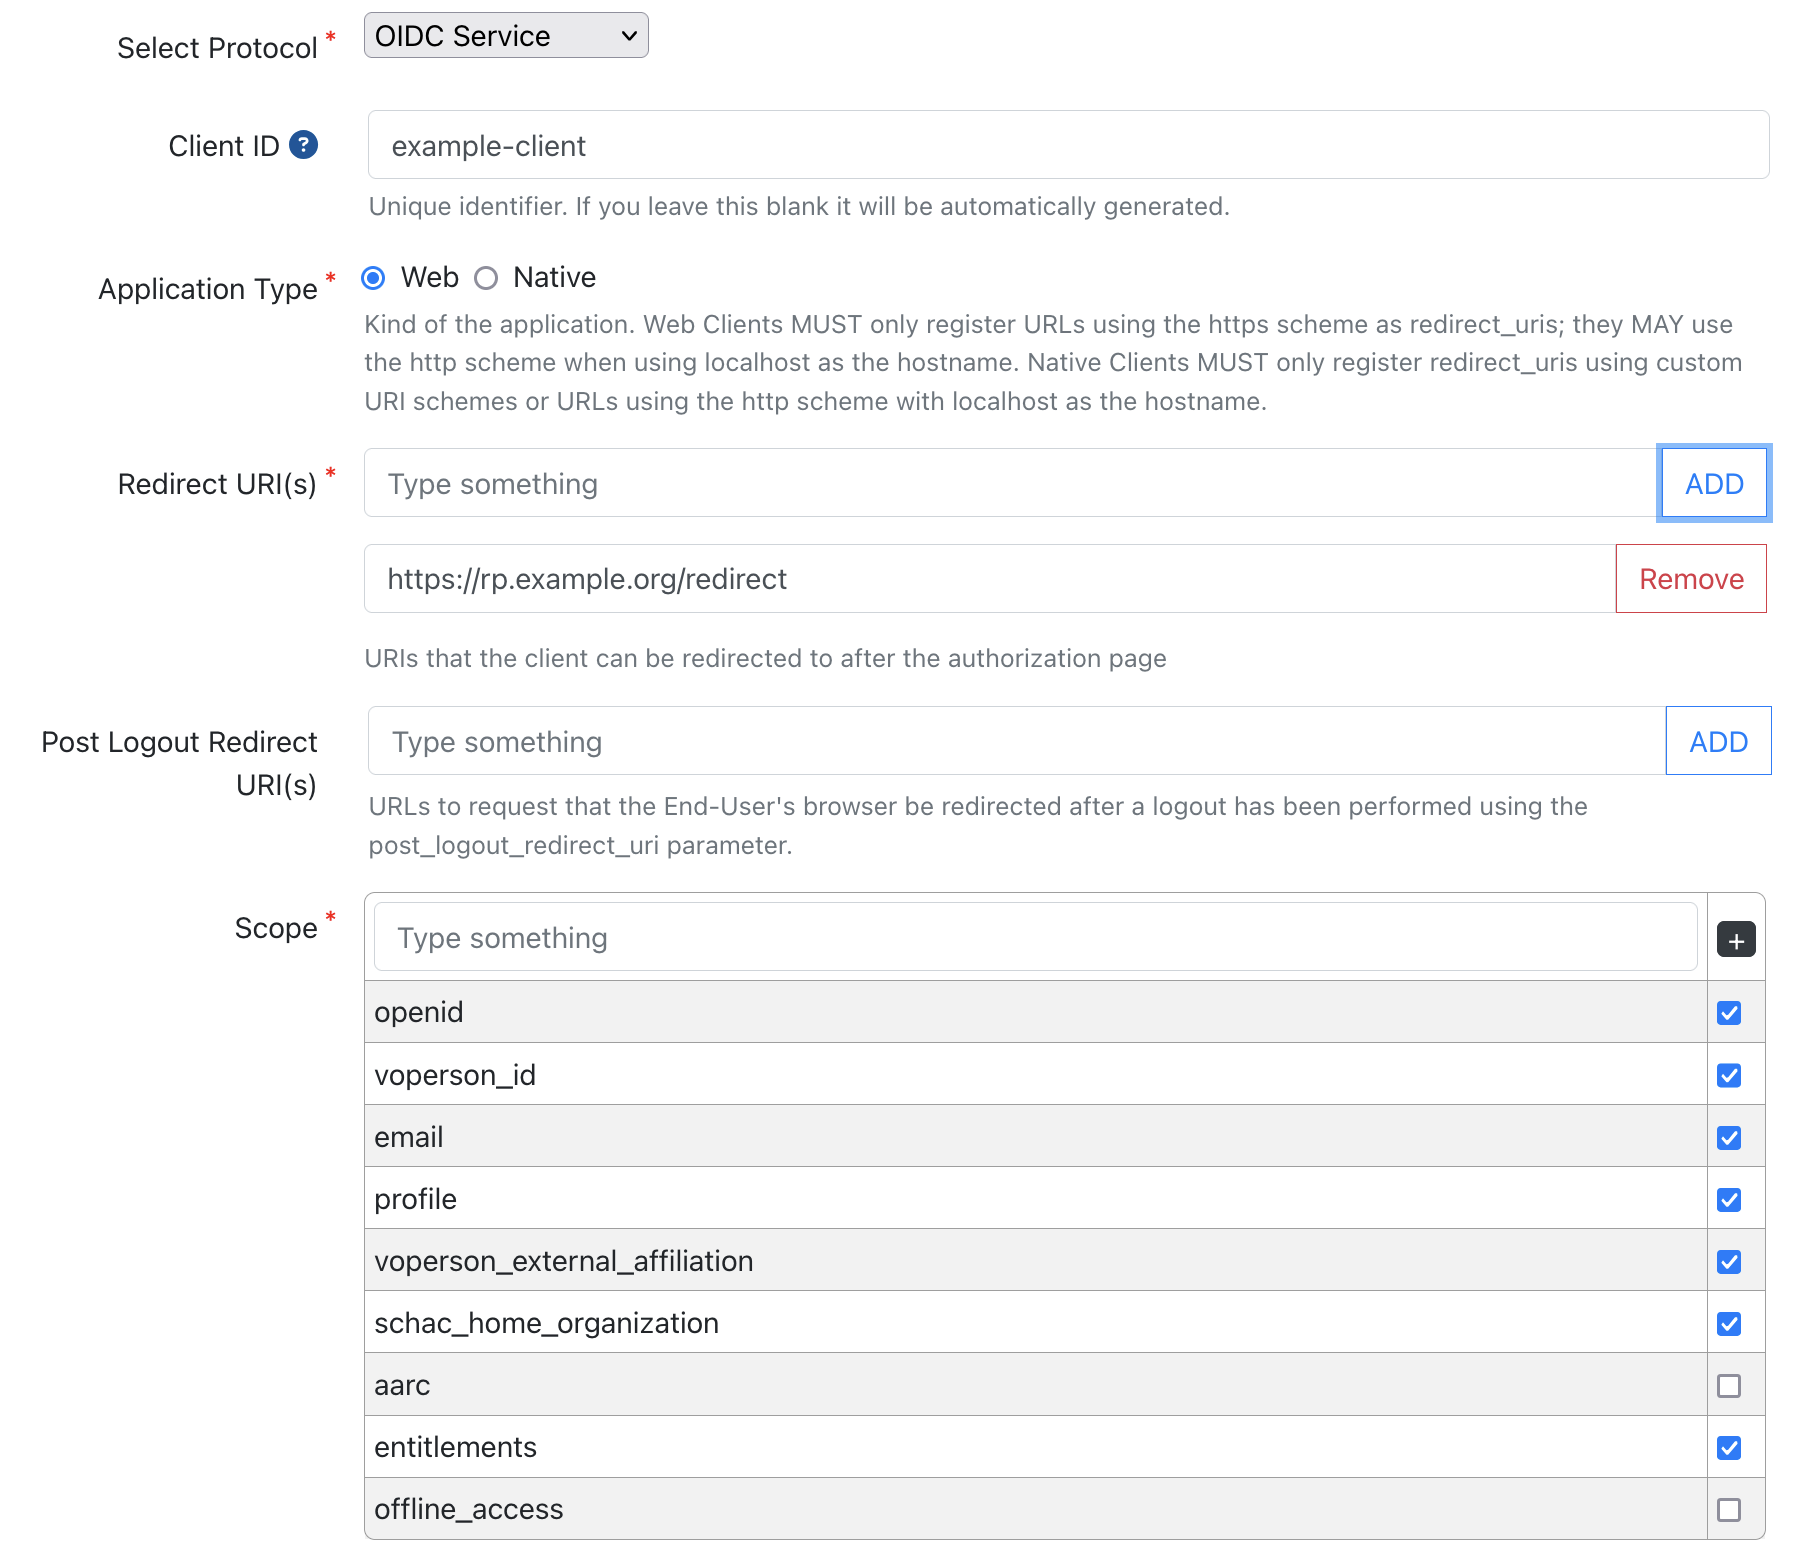 Select Protocol *
OIDC Service
Client ID ?
example-client
Unique identifier. If you leave this blank it will be automatically generated.
Application Type *
Web
Native
Kind of the application. Web Clients MUST only register URLs using the https scheme as redirect_uris; they MAY use
the http scheme when using localhost as the hostname. Native Clients MUST only register redirect_uris using custom
URI schemes or URLs using the http scheme with localhost as the hostname.
Redirect URI(s) *
Type something
ADD
https://rp.example.org/redirect
Remove
URIs that the client can be redirected to after the authorization page
Post Logout Redirect
URI(s)
Type something
ADD
URLs to request that the End-User's browser be redirected after a logout has been performed using the
post_logout_redirect_uri parameter.
Scope *
Type something
+
openid
voperson_id
email
profile
voperson_external_affiliation
schac_home_organization
aarc
entitlements
offline_access